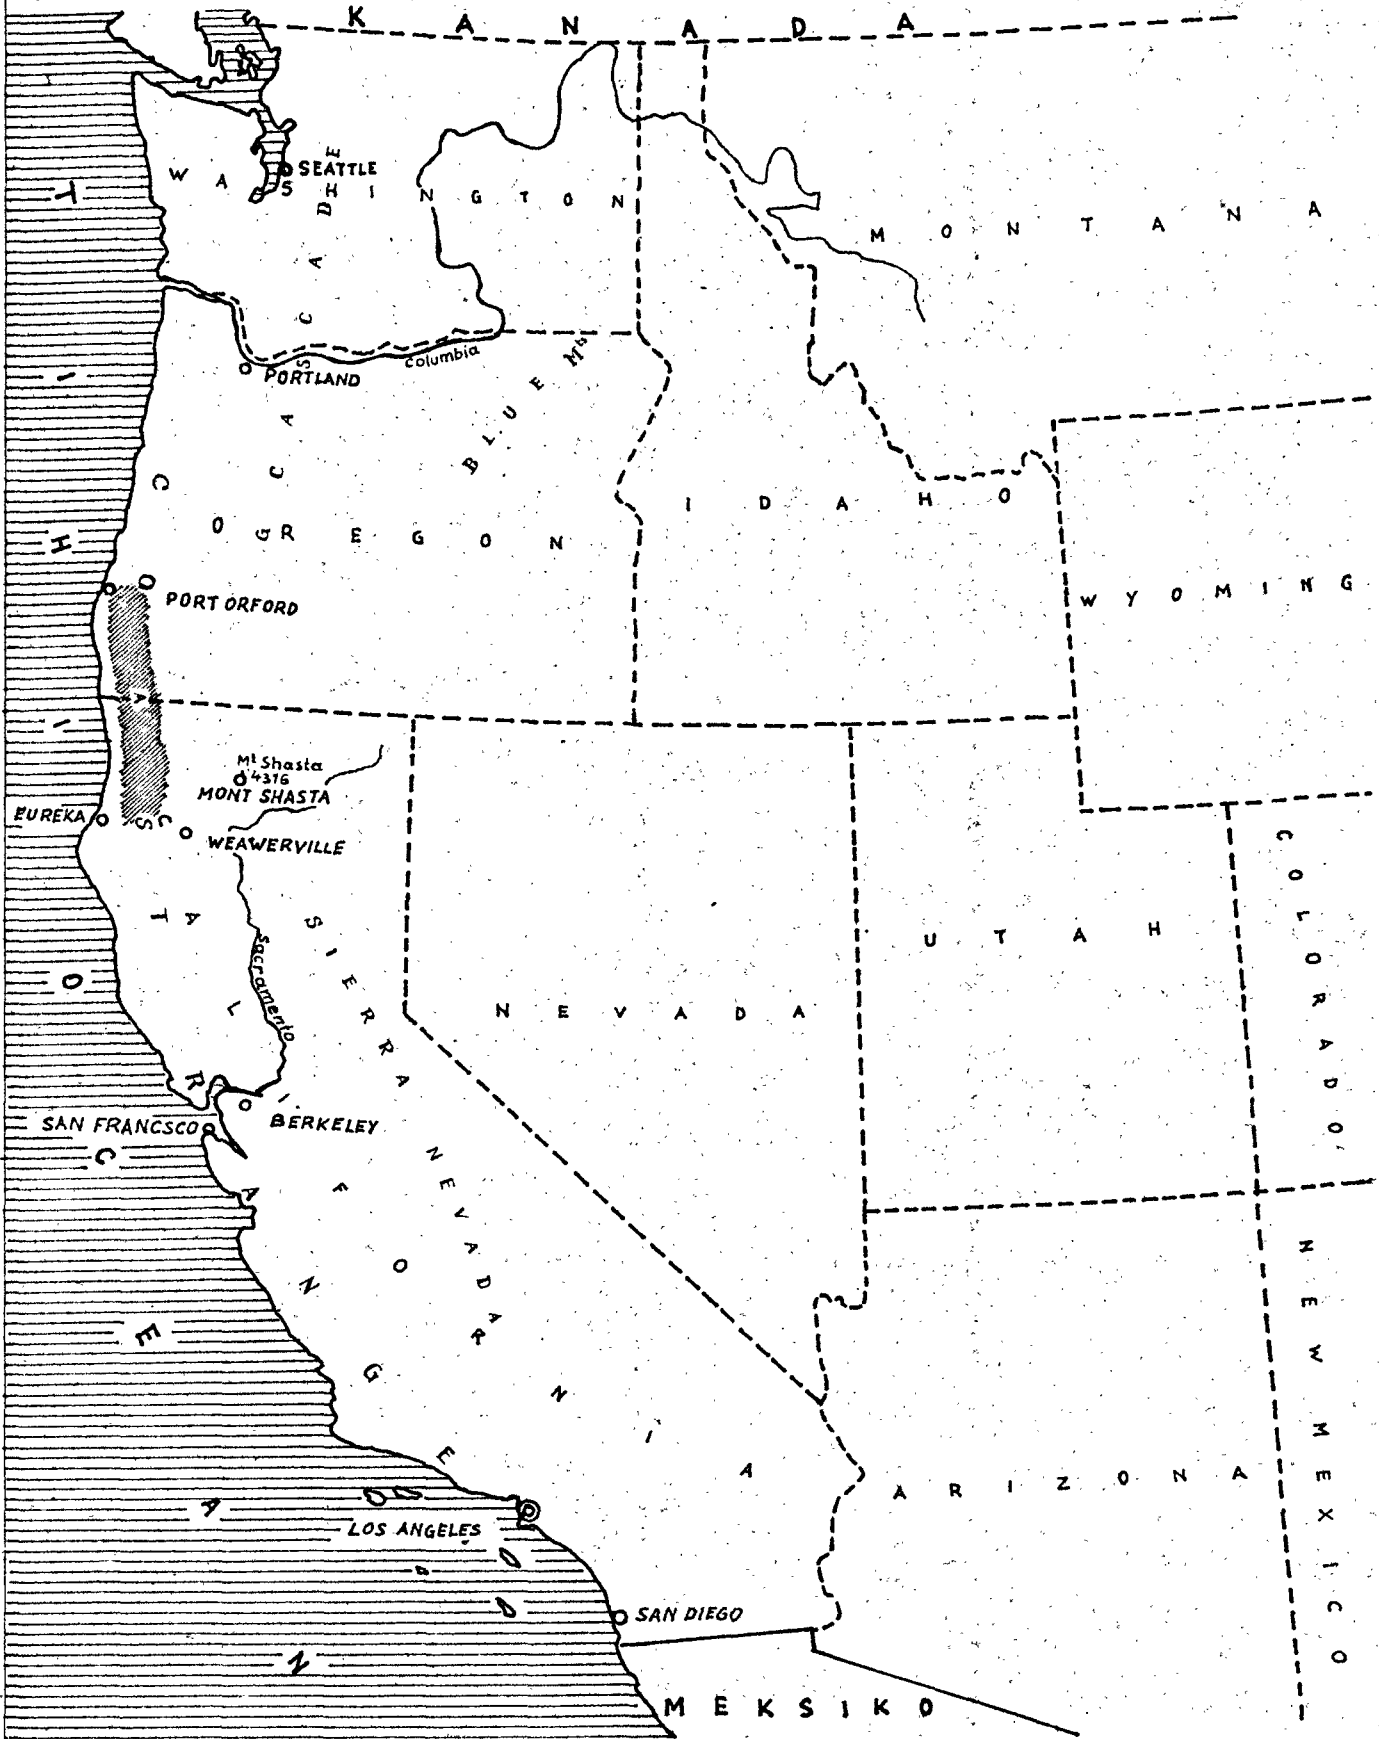 KANADA
WASHINGTON
SEATTLE
CASCADE
MONTANA
Columbia
PORTLAND
BLUE Mts
OREGON
IDAHO
WYOMING
PORT ORFORD
COAST RANGE
Mt Shasta
4316
MONT SHASTA
EUREKA
WEAWERVILLE
Sacramento
SIERRA NEVADA
NEVADA
UTAH
COLORADO
CALIFORNIA
SAN FRANCSCO
BERKELEY
TIHI OCEAN
NEW MEXICO
ARIZONA
LOS ANGELES
SAN DIEGO
MEKSIKO